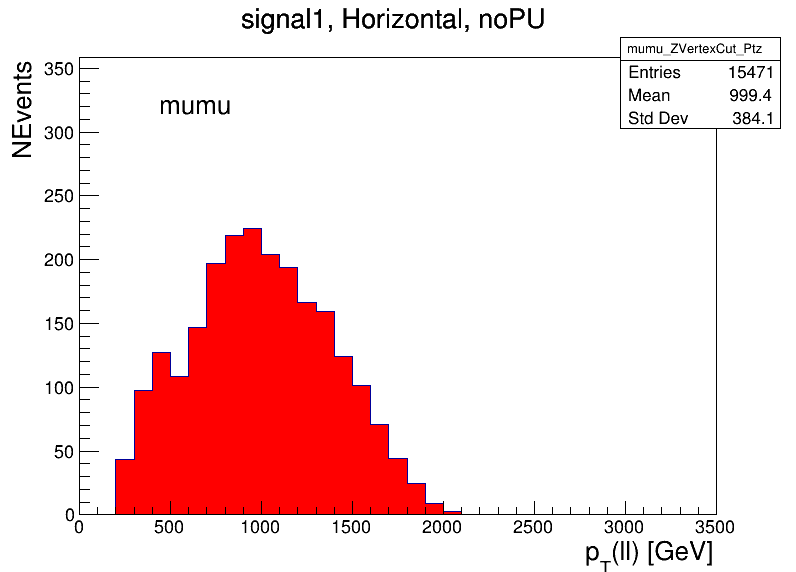 signal1, Horizontal, noPU
mumu_ZVertexCut_Ptz
Entries 15471
Mean 999.4
Std Dev 384.1
NEvents
mumu
350
300
250
200
150
100
50
0
0 500 1000 1500 2000 2500 3000 3500
p_T(ll) [GeV]